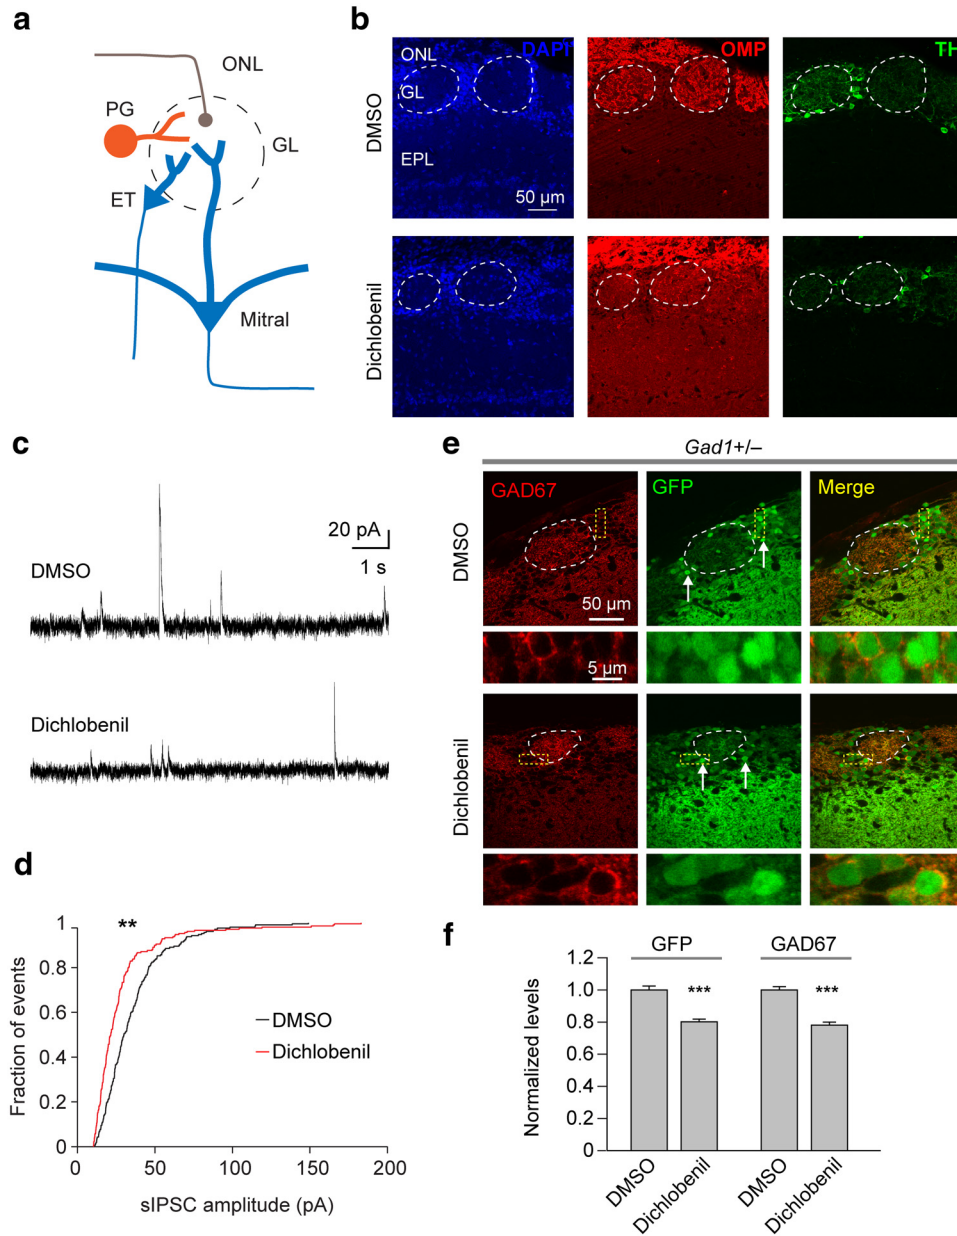 a
ONL
PG
GL
ET
Mitral
b
DAPI
OMP
TH
ONL
GL
EPL
50 µm
DMSO
Dichlobenil
c
DMSO
20 pA
1 s
Dichlobenil
d
**
1
0.8
0.6
0.4
0.2
0
Fraction of events
DMSO
Dichlobenil
0
50
100
150
200
sIPSC amplitude (pA)
e
Gad1+/–
GAD67
GFP
Merge
DMSO
50 µm
5 µm
Dichlobenil
f
GFP
GAD67
1.2
1.0
0.8
0.6
0.4
0.2
0
***
***
Normalized levels
DMSO
Dichlobenil
DMSO
Dichlobenil